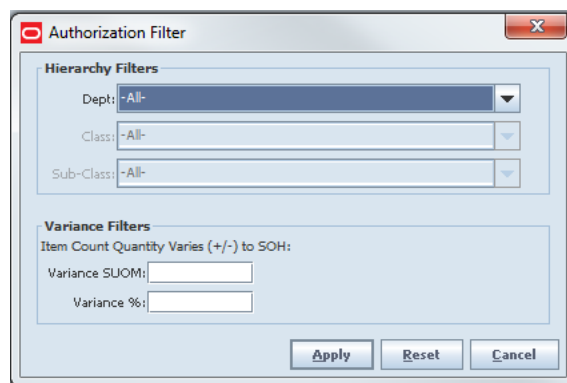 Authorization Filter
Hierarchy Filters
Dept: -All-
Class: -All-
Sub-Class: -All-
Variance Filters
Item Count Quantity Varies (+/-) to SOH:
Variance SUOM:
Variance %:
Apply Reset Cancel